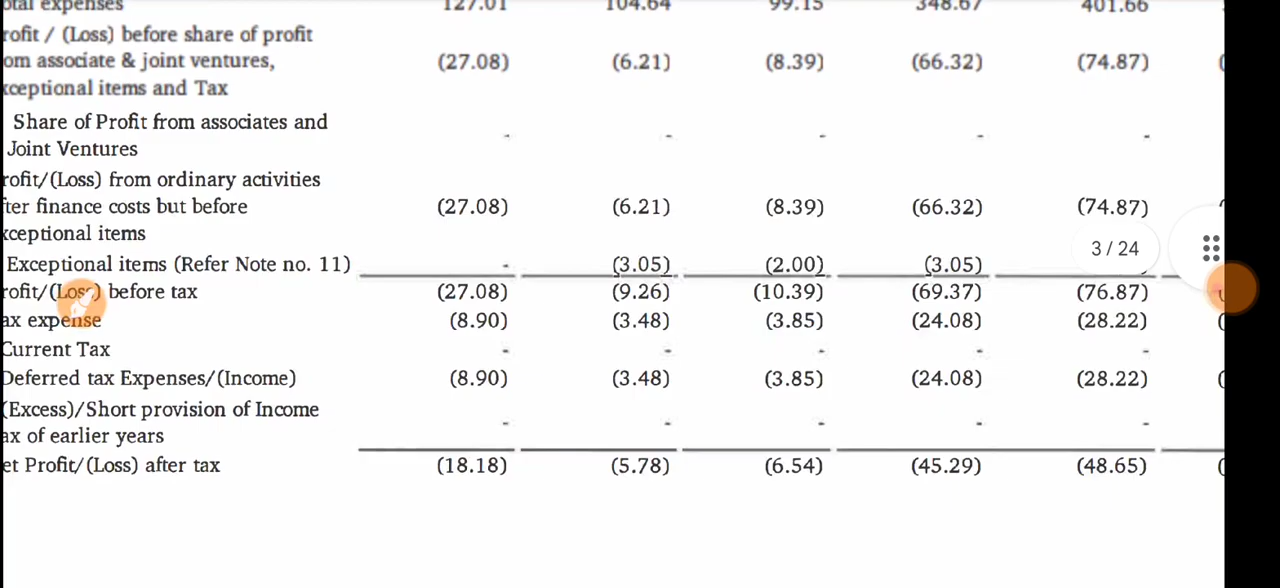 otal expenses 127.01 104.64 99.15 348.67 401.66
rofit / (Loss) before share of profit
om associate & joint ventures, (27.08) (6.21) (8.39) (66.32) (74.87) (
xceptional items and Tax
Share of Profit from associates and - - - - -
Joint Ventures
rofit/(Loss) from ordinary activities
fter finance costs but before (27.08) (6.21) (8.39) (66.32) (74.87)
xceptional items
3 / 24
Exceptional items (Refer Note no. 11) - (3.05) (2.00) (3.05)
rofit/(Loss) before tax (27.08) (9.26) (10.39) (69.37) (76.87)
ax expense (8.90) (3.48) (3.85) (24.08) (28.22) (
Current Tax - - - - -
Deferred tax Expenses/(Income) (8.90) (3.48) (3.85) (24.08) (28.22) (
(Excess)/Short provision of Income - - - - -
ax of earlier years
et Profit/(Loss) after tax (18.18) (5.78) (6.54) (45.29) (48.65) (